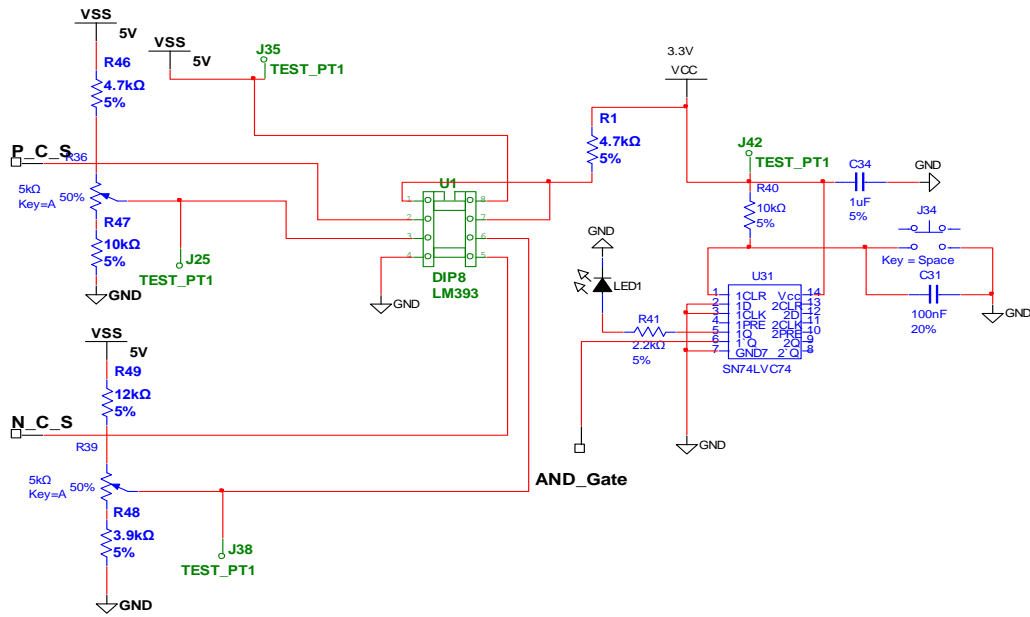 VSS
5V
R46
4.7kΩ
5%
VSS
5V
J35
TEST_PT1
P_C_S
R36
5kΩ
Key=A
50%
R47
10kΩ
5%
GND
J25
TEST_PT1
U1
1
2
3
4
8
7
6
5
DIP8
LM393
GND
R1
4.7kΩ
5%
3.3V
VCC
J42
TEST_PT1
R40
10kΩ
5%
C34
1uF
5%
GND
J34
Key = Space
C31
100nF
20%
GND
GND
LED1
R41
2.2kΩ
5%
U31
1
2
3
4
5
6
7
1CLR
1D
1CLK
1PRE
1Q
1`Q
GND7
Vcc
2CLR
2D
2CLK
2PRE
2Q
2`Q
14
13
12
11
10
9
8
SN74LVC74
GND
AND_Gate
VSS
5V
R49
12kΩ
5%
N_C_S
R39
5kΩ
Key=A
50%
R48
3.9kΩ
5%
GND
J38
TEST_PT1